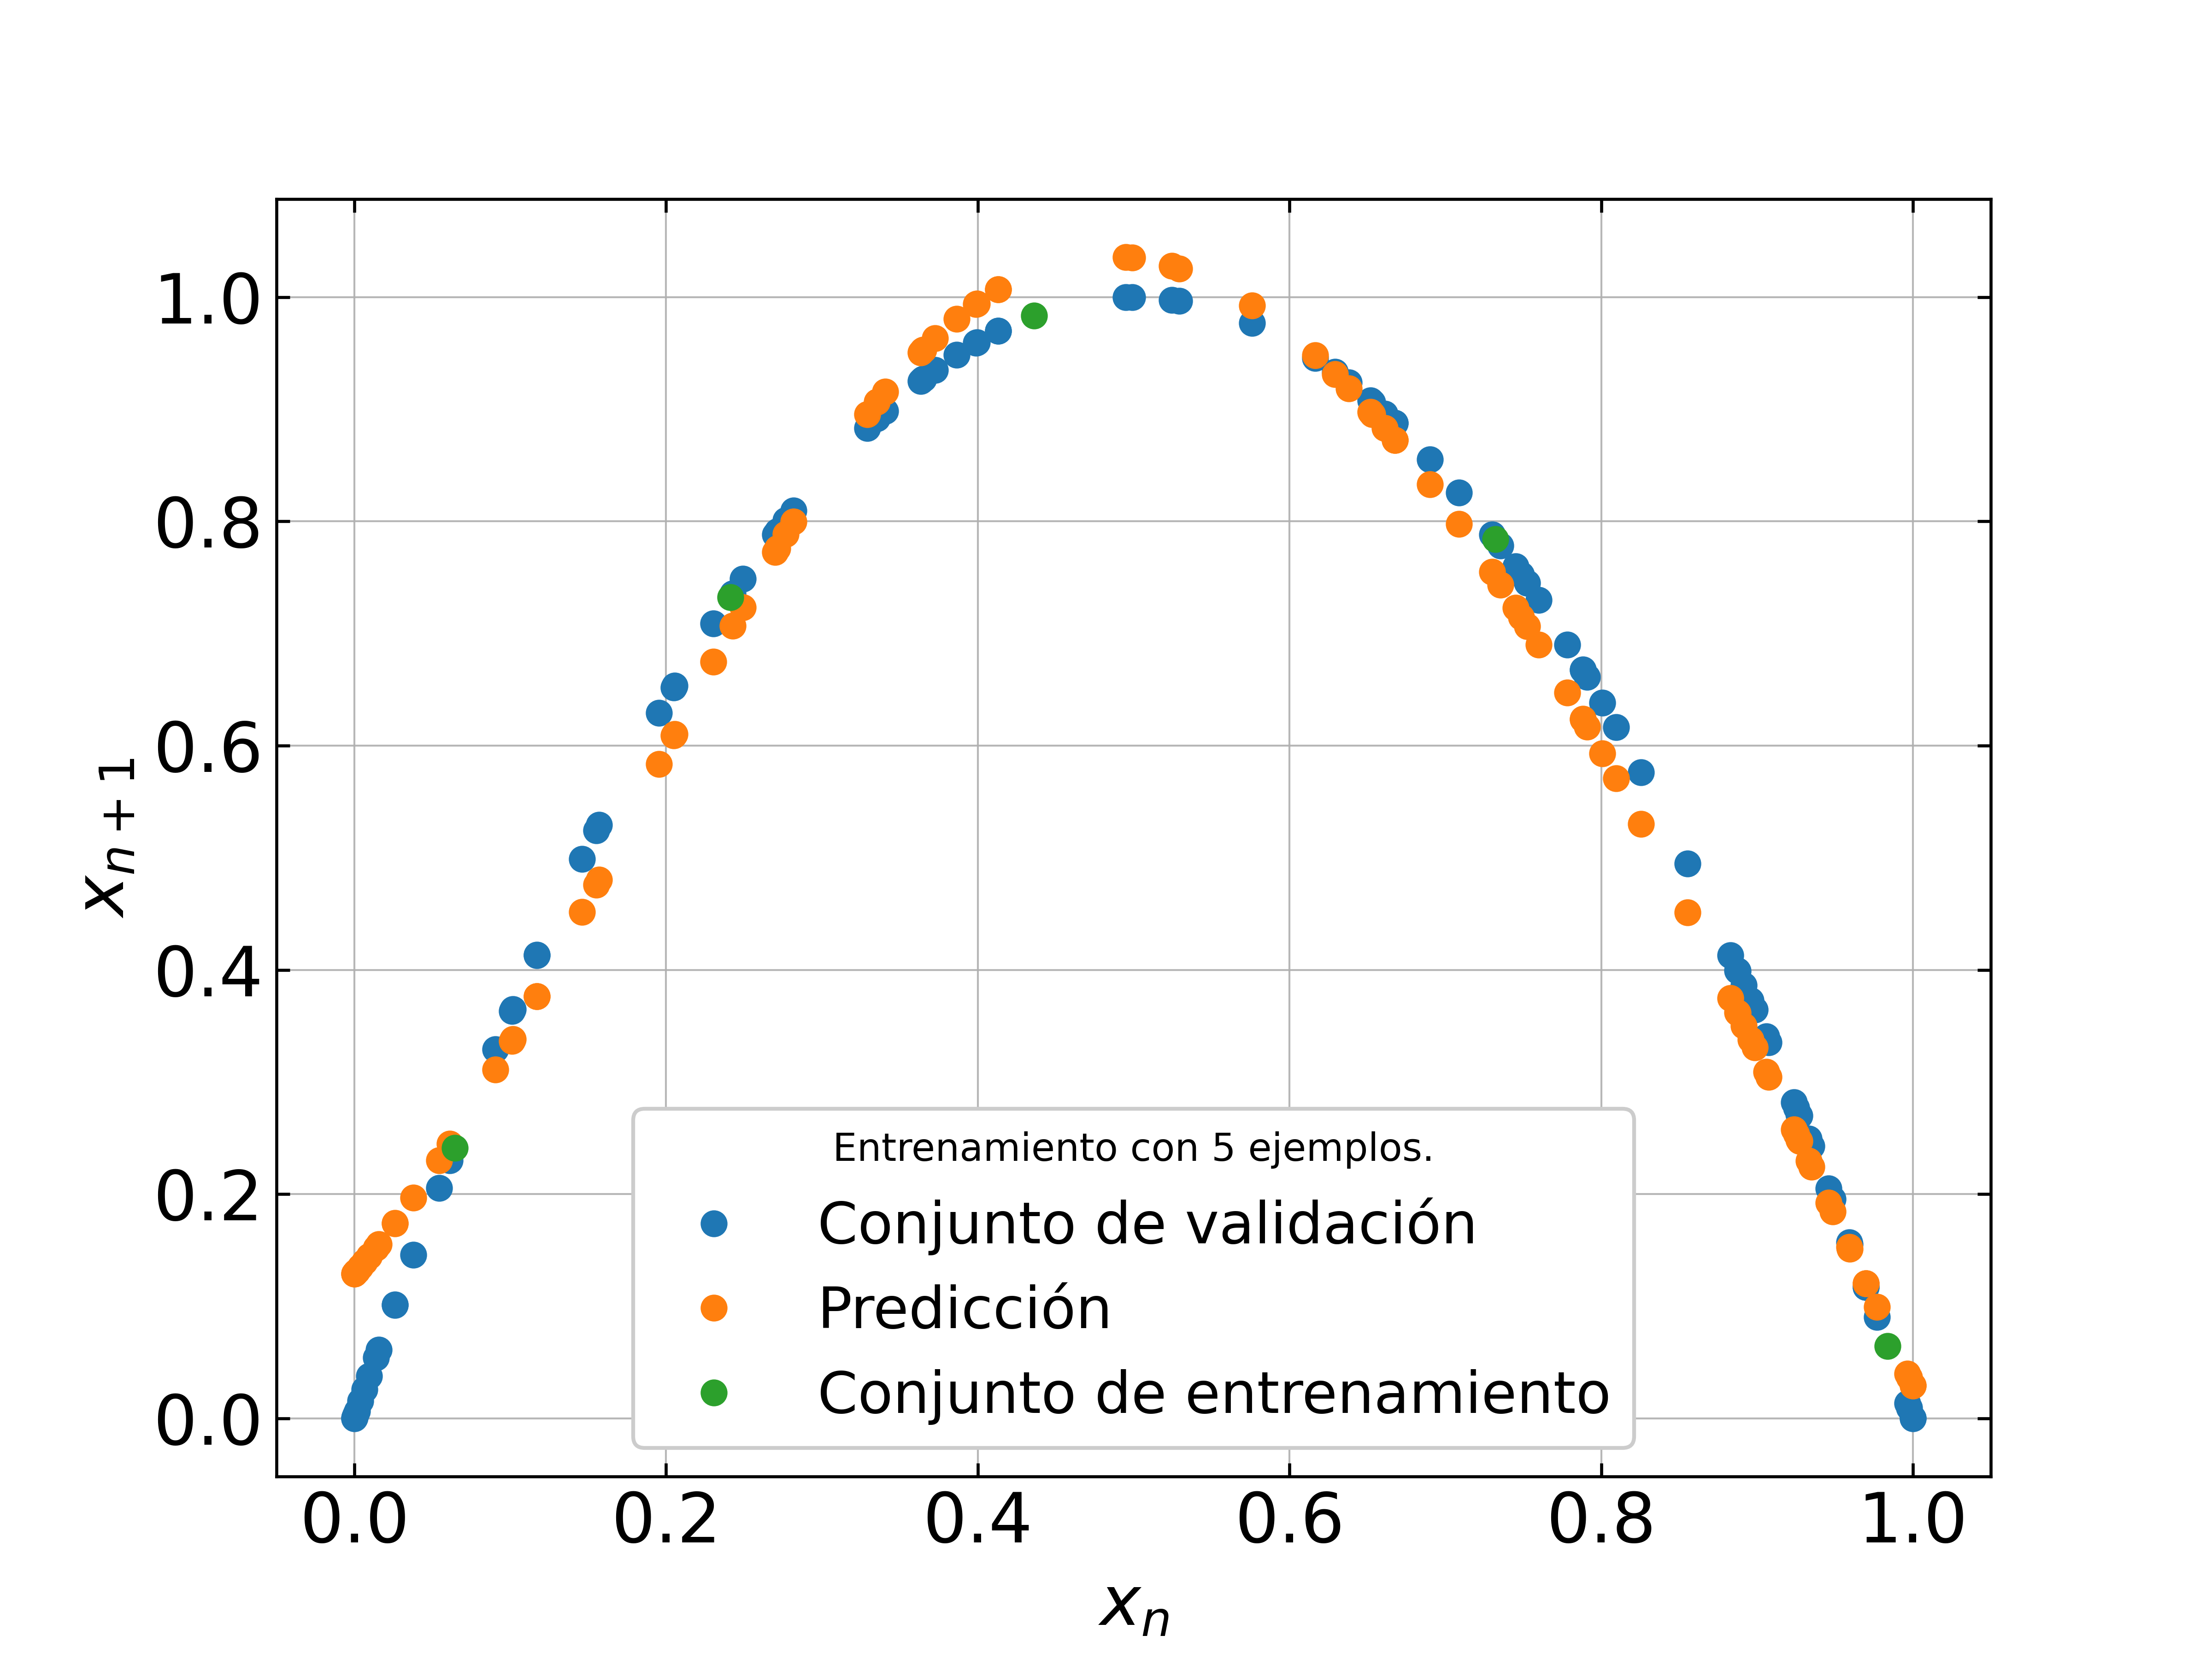 1.0
0.8
0.6
0.4
0.2
0.0
x_{n+1}
Entrenamiento con 5 ejemplos.
Conjunto de validación
Predicción
Conjunto de entrenamiento
0.0 0.2 0.4 0.6 0.8 1.0
x_n